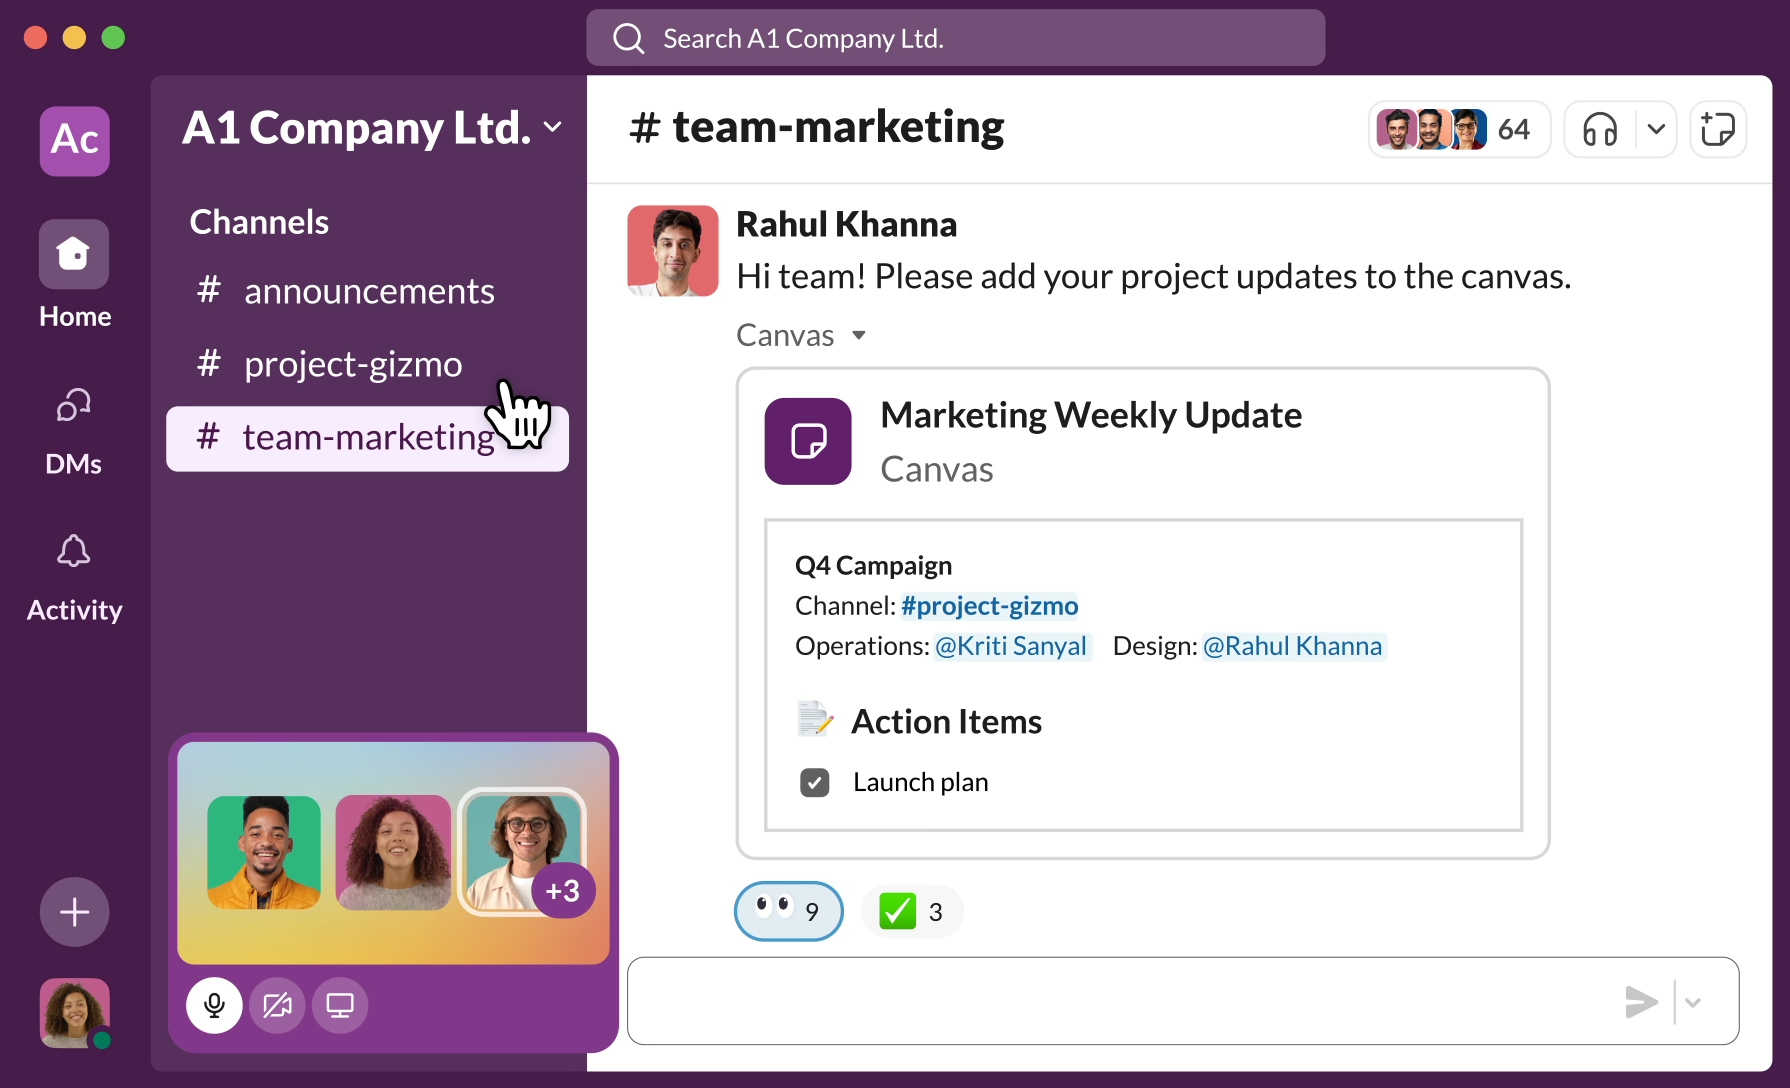 Search A1 Company Ltd.
Ac
Home
DMs
Activity
A1 Company Ltd.
Channels
# announcements
# project-gizmo
# team-marketing
+3
# team-marketing
64
Rahul Khanna
Hi team! Please add your project updates to the canvas.
Canvas
Marketing Weekly Update
Canvas
Q4 Campaign
Channel: #project-gizmo
Operations: @Kriti Sanyal Design: @Rahul Khanna
Action Items
Launch plan
9
3